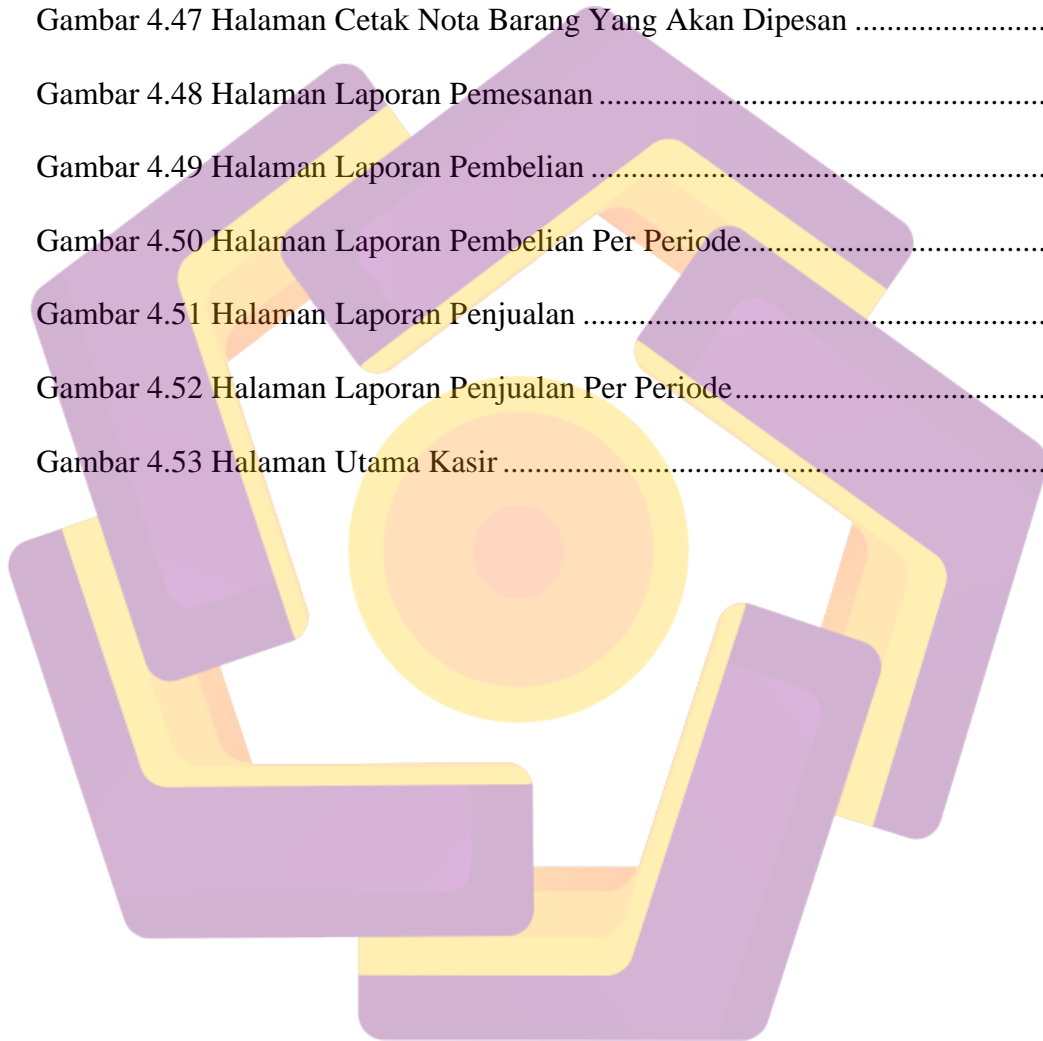 Gambar 4.47 Halaman Cetak Nota Barang Yang Akan Dipesan ........................
Gambar 4.48 Halaman Laporan Pemesanan ........................................................
Gambar 4.49 Halaman Laporan Pembelian .........................................................
Gambar 4.50 Halaman Laporan Pembelian Per Periode......................................
Gambar 4.51 Halaman Laporan Penjualan ..........................................................
Gambar 4.52 Halaman Laporan Penjualan Per Periode.......................................
Gambar 4.53 Halaman Utama Kasir ....................................................................